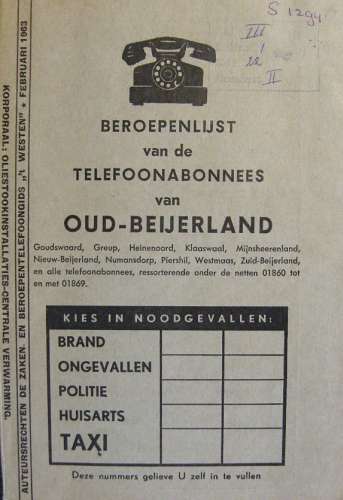 S 1294
III
1
II
BEROEPENLIJST
van de
TELEFOONABONNEES
van
OUD-BEIJERLAND
Goudswaard, Greup, Heinenoord, Klaaswaal, Mijnsheerenland,
Nieuw-Beijerland, Numansdorp, Piershil, Westmaas, Zuid-Beijerland,
en alle telefoonabonnees, ressorterende onder de netten 01860 tot
en met 01869.
KIES IN NOODGEVALLEN:
BRAND
ONGEVALLEN
POLITIE
HUISARTS
TAXI
Deze nummers gelieve U zelf in te vullen
AUTEURSRECHTEN DE ZAKEN. EN BEROEPENTELEFOONGIDS „'t WESTEN” * FEBRUARI 1963
KORPORAAL: OLIESTOOKINSTALLATIES-CENTRALE VERWARMING.